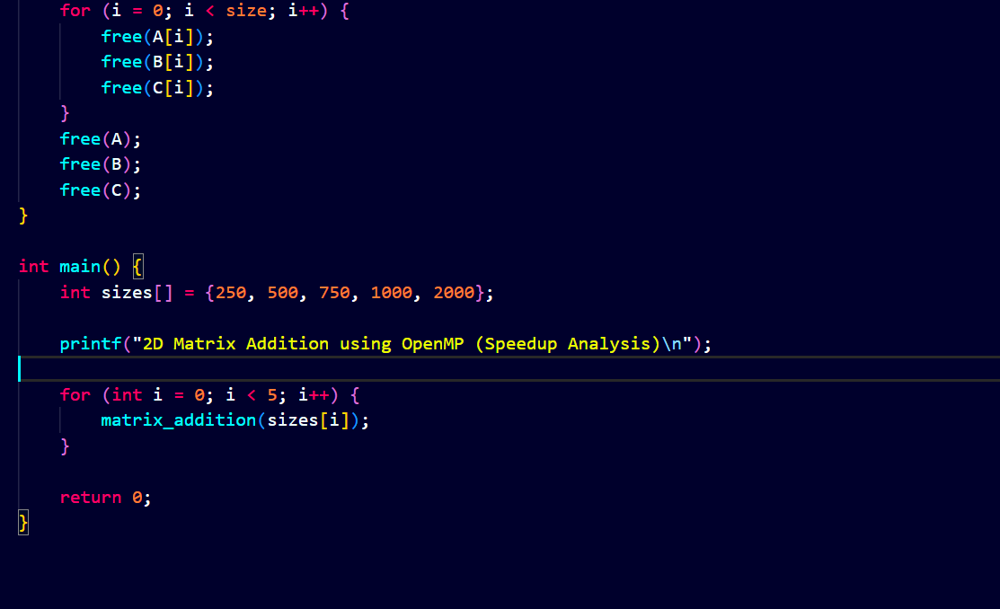 for (i = 0; i < size; i++) {
free(A[i]);
free(B[i]);
free(C[i]);
}
free(A);
free(B);
free(C);
}
int main() {
int sizes[] = {250, 500, 750, 1000, 2000};
printf("2D Matrix Addition using OpenMP (Speedup Analysis)\n");
for (int i = 0; i < 5; i++) {
matrix_addition(sizes[i]);
}
return 0;
}